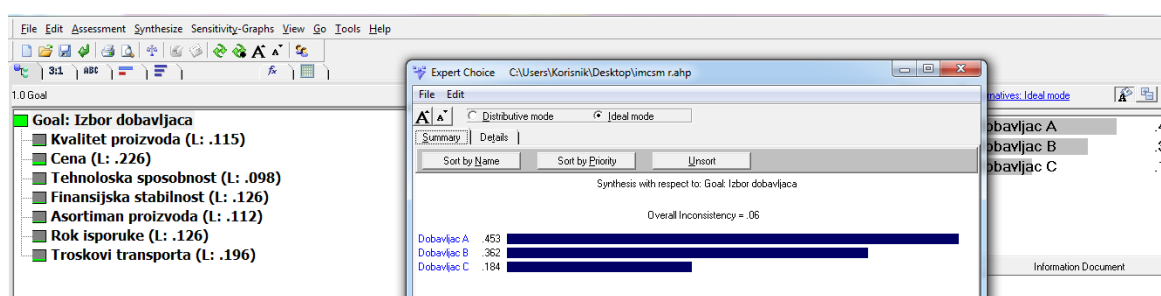 File Edit Assessment Synthesize Sensitivity-Graphs View Go Tools Help
3:1 ABC fx
1.0 Goal
Goal: Izbor dobavljaca
Kvalitet proizvoda (L: .115)
Cena (L: .226)
Tehnoloska sposobnost (L: .098)
Finansijska stabilnost (L: .126)
Asortiman proizvoda (L: .112)
Rok isporuke (L: .126)
Troskovi transporta (L: .196)
Expert Choice C:\Users\Korisnik\Desktop\imcsm r.ahp
File Edit
Distributive mode Ideal mode
Summary Details
Sort by Name Sort by Priority Unsort
Synthesis with respect to: Goal: Izbor dobavljaca
Overall Inconsistency = .06
Dobavljac A .453
Dobavljac B .362
Dobavljac C .184
natives: Ideal mode
obavljac A
obavljac B
obavljac C
Information Document